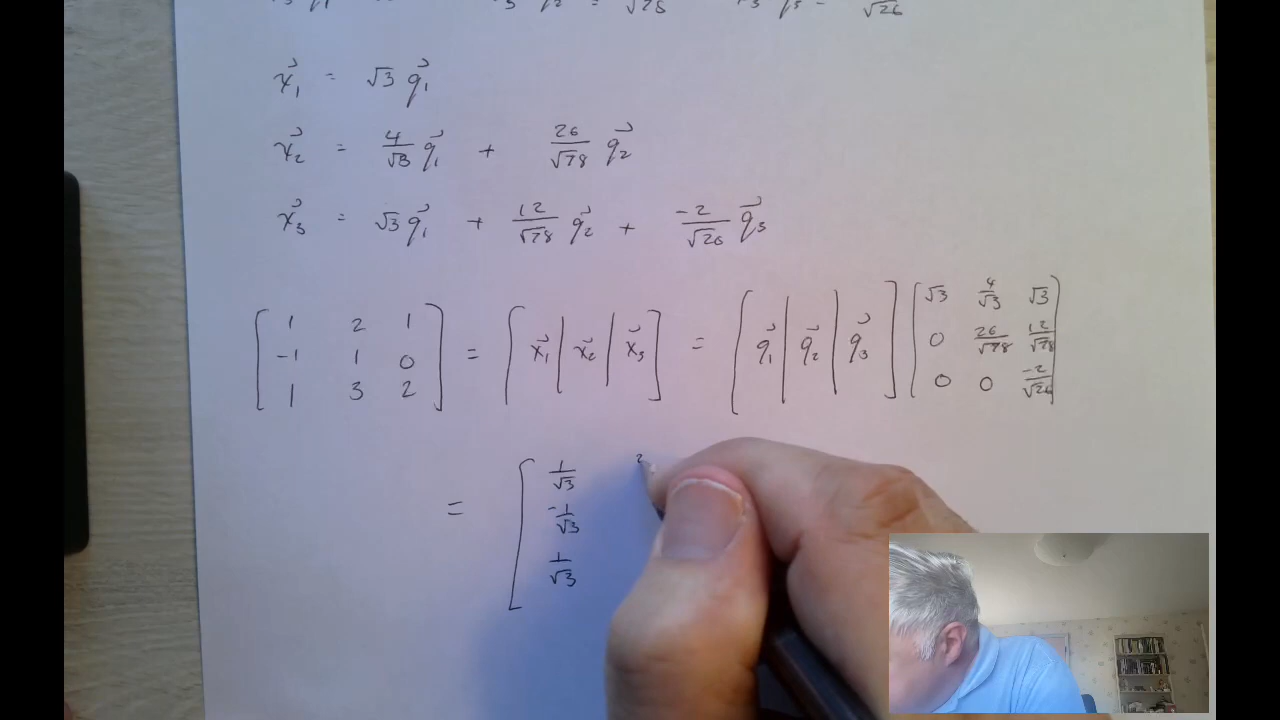 √78 √26
x⃗₁ = √3 q⃗₁
x⃗₂ = 4/√3 q⃗₁ + 26/√78 q⃗₂
x⃗₃ = √3 q⃗₁ + 12/√78 q⃗₂ + -2/√26 q⃗₃
[1 2 1; -1 1 0; 1 3 2] = [x⃗₁ | x⃗₂ | x⃗₃] = [q⃗₁ | q⃗₂ | q⃗₃] [√3 4/√3 √3; 0 26/√78 12/√78; 0 0 -2/√26]
= [1/√3; -1/√3; 1/√3